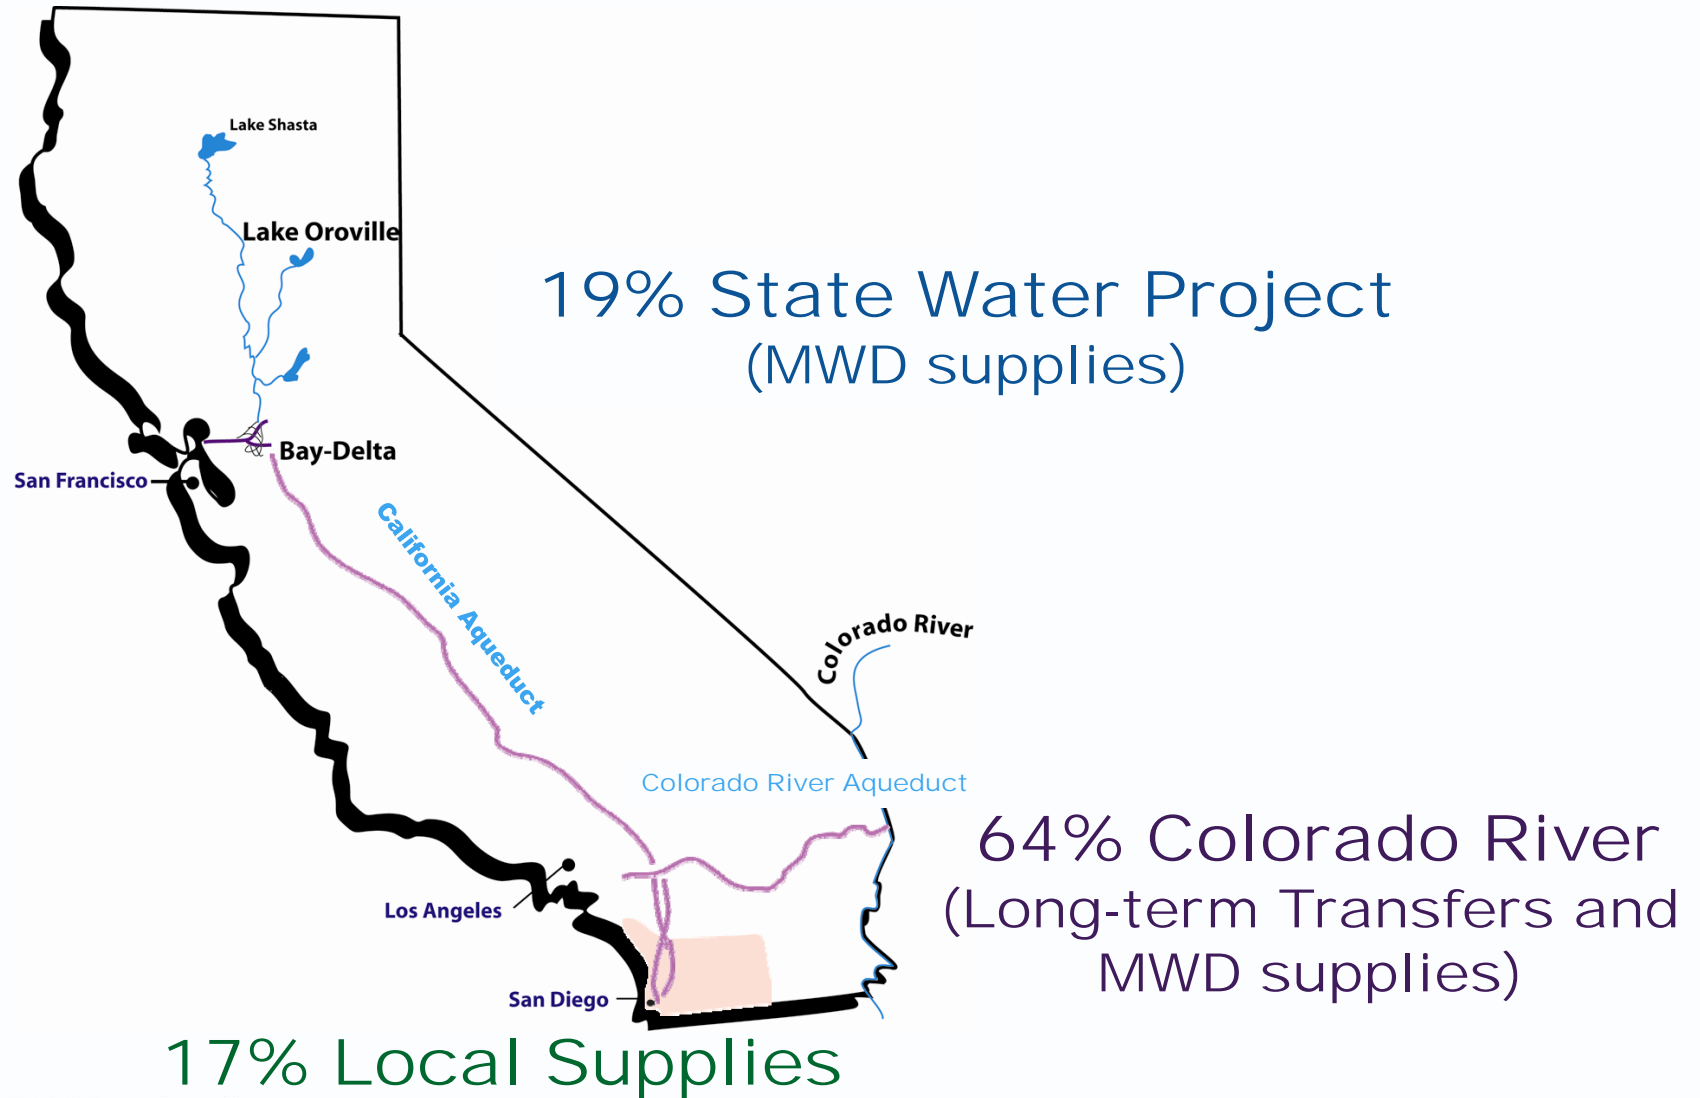 Lake Shasta
Lake Oroville
19% State Water Project
(MWD supplies)
Bay-Delta
San Francisco
California Aqueduct
Colorado River
Colorado River Aqueduct
64% Colorado River
(Long-term Transfers and
MWD supplies)
Los Angeles
San Diego
17% Local Supplies